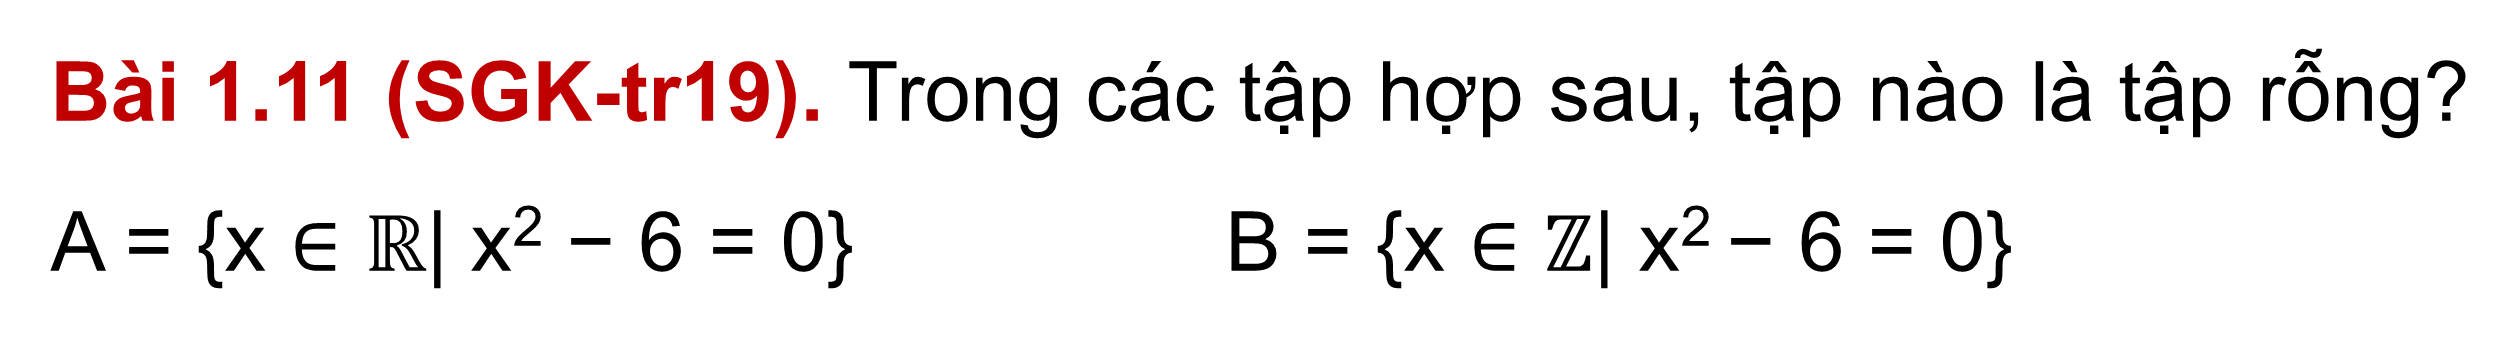 Bài 1.11 (SGK-tr19). Trong các tập hợp sau, tập nào là tập rỗng?
A = {x ∈ ℝ| x² − 6 = 0} B = {x ∈ ℤ| x² − 6 = 0}